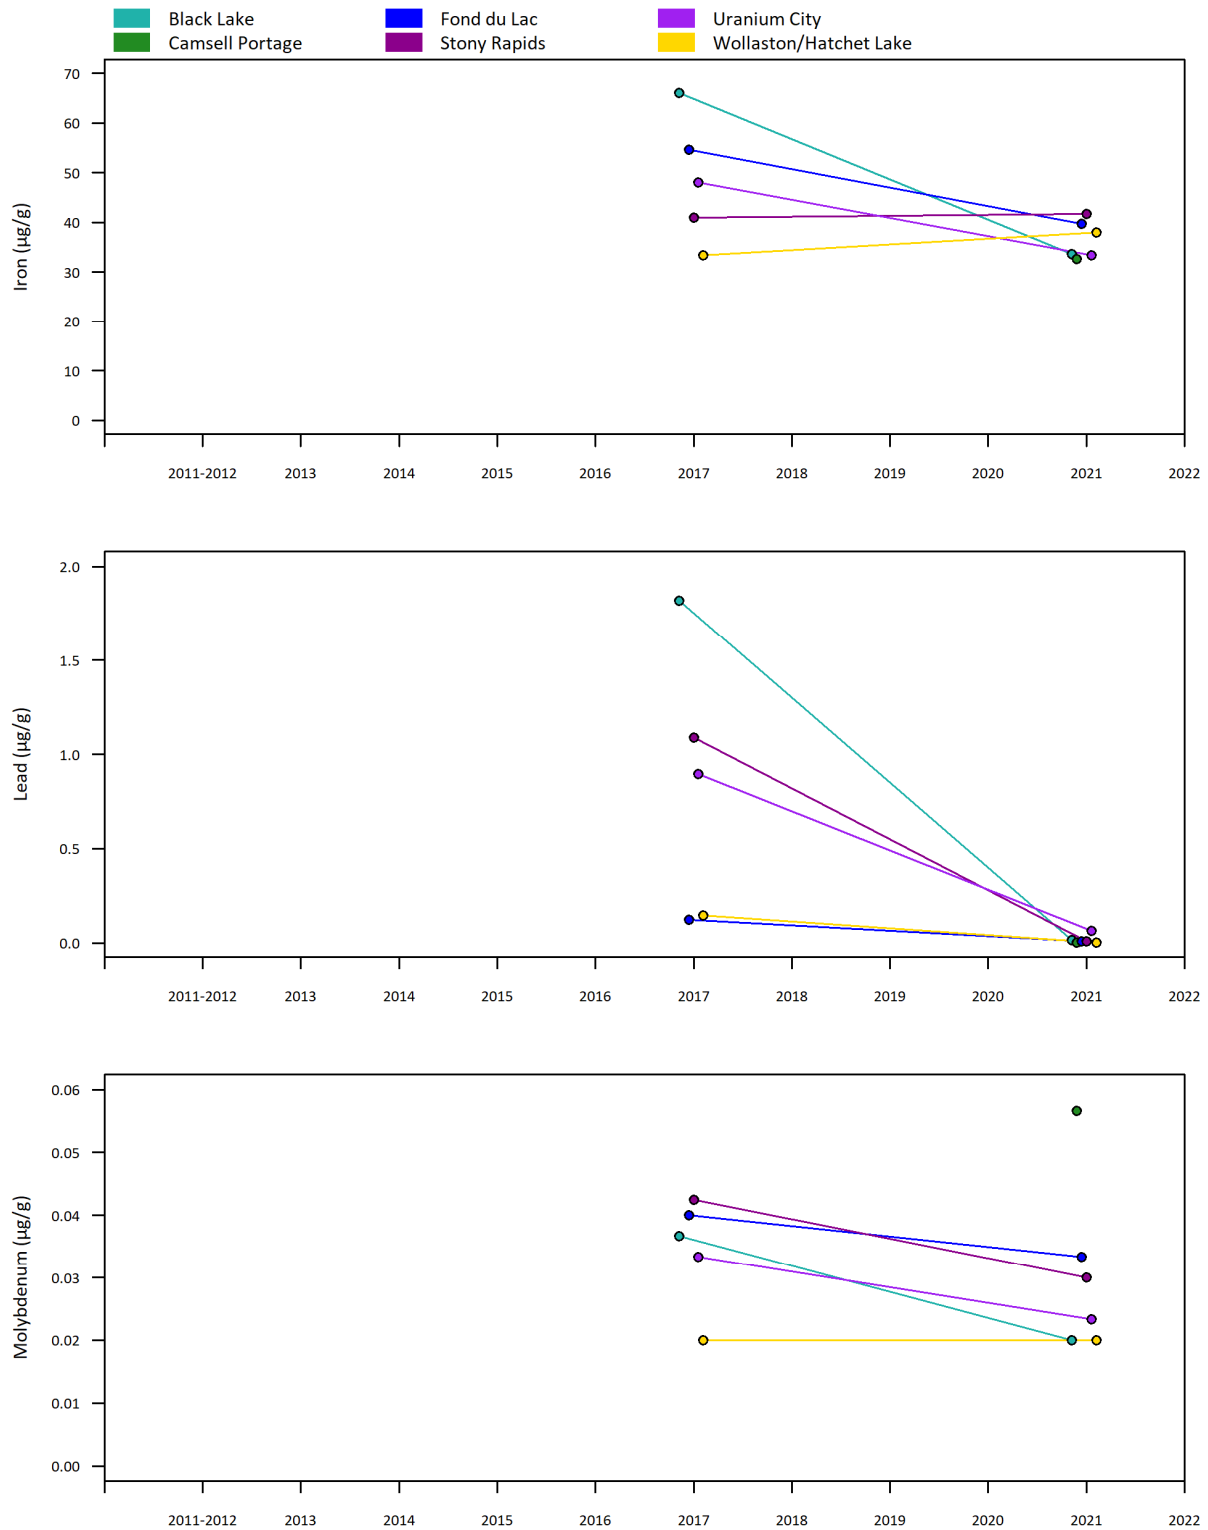 Black Lake Fond du Lac Uranium City
Camsell Portage Stony Rapids Wollaston/Hatchet Lake
70
60
50
40
30
20
10
0
Iron (µg/g)
2011-2012 2013 2014 2015 2016 2017 2018 2019 2020 2021 2022
2.0
1.5
1.0
0.5
0.0
Lead (µg/g)
2011-2012 2013 2014 2015 2016 2017 2018 2019 2020 2021 2022
0.06
0.05
0.04
0.03
0.02
0.01
0.00
Molybdenum (µg/g)
2011-2012 2013 2014 2015 2016 2017 2018 2019 2020 2021 2022